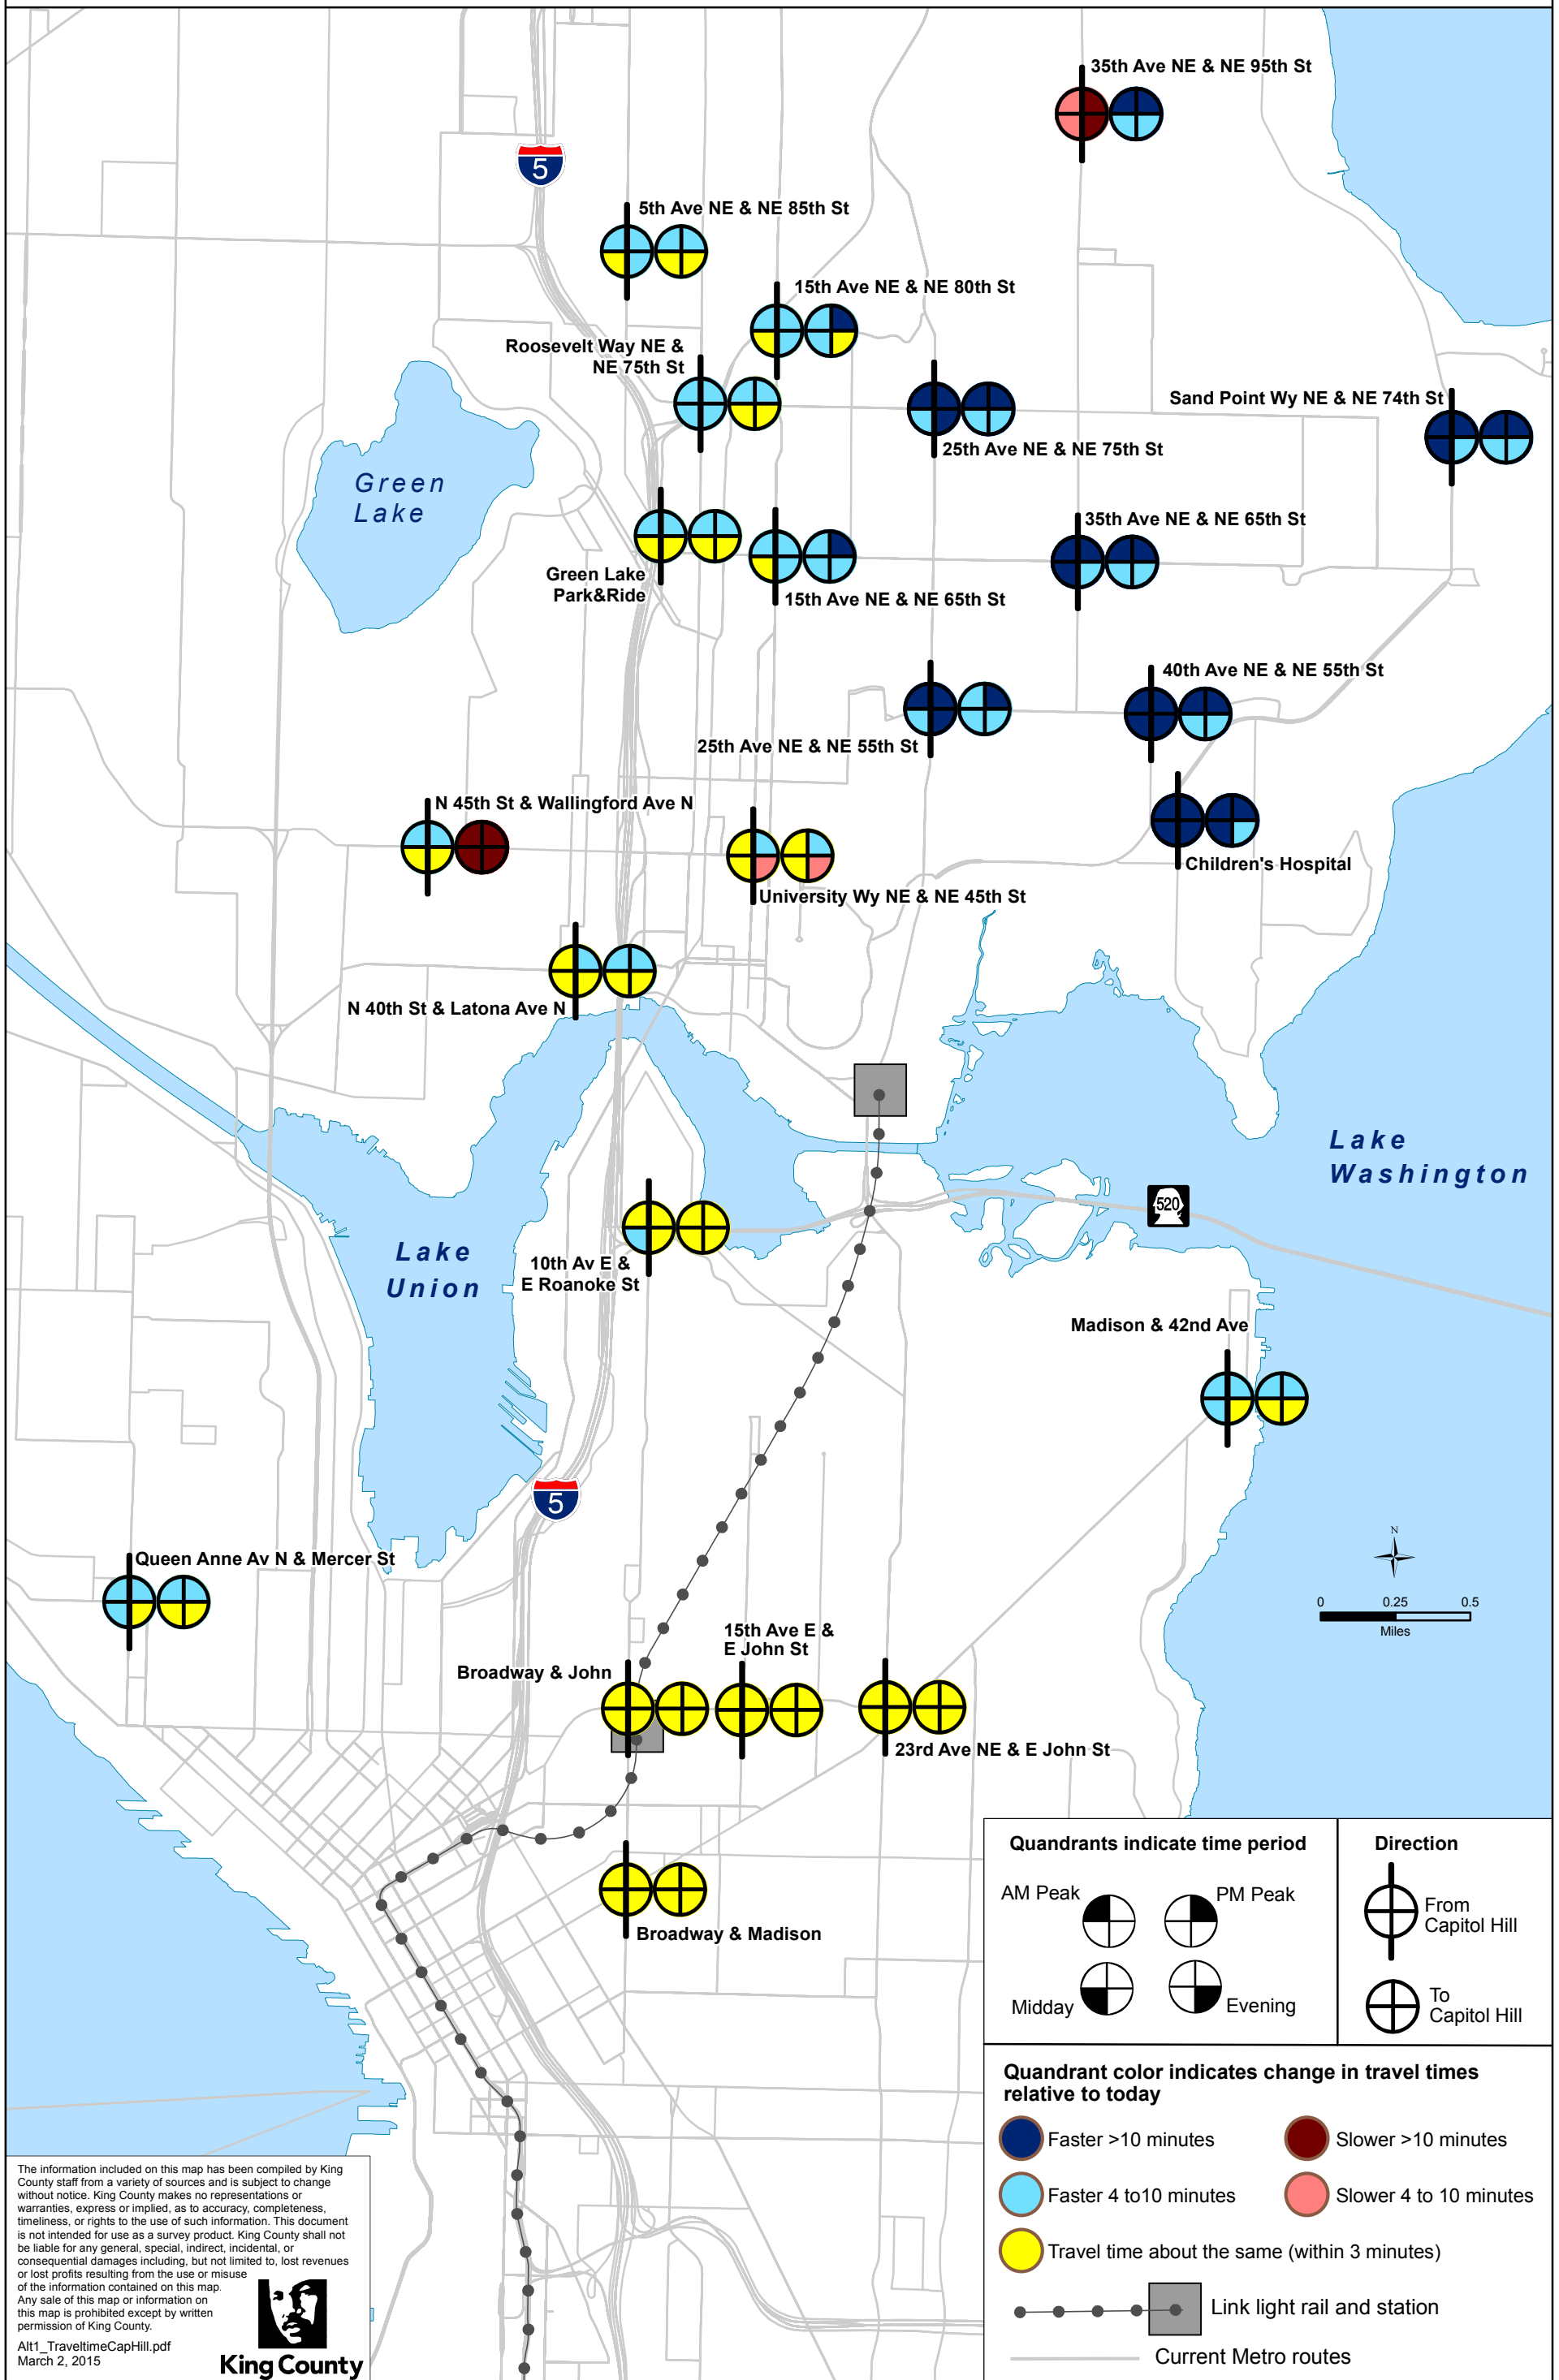 35th Ave NE & NE 95th St
5
5th Ave NE & NE 85th St
15th Ave NE & NE 80th St
Roosevelt Way NE &
NE 75th St
Sand Point Wy NE & NE 74th St
25th Ave NE & NE 75th St
Green
Lake
35th Ave NE & NE 65th St
Green Lake
Park&Ride
15th Ave NE & NE 65th St
40th Ave NE & NE 55th St
25th Ave NE & NE 55th St
N 45th St & Wallingford Ave N
Children's Hospital
University Wy NE & NE 45th St
N 40th St & Latona Ave N
Lake
Washington
520
Lake
Union
10th Av E &
E Roanoke St
Madison & 42nd Ave
5
N
Queen Anne Av N & Mercer St
0 0.25 0.5
Miles
15th Ave E &
E John St
Broadway & John
23rd Ave NE & E John St
Broadway & Madison
Quandrants indicate time period
AM Peak
PM Peak
Midday
Evening
Direction
From
Capitol Hill
To
Capitol Hill
Quandrant color indicates change in travel times
relative to today
Faster >10 minutes
Slower >10 minutes
Faster 4 to10 minutes
Slower 4 to 10 minutes
Travel time about the same (within 3 minutes)
Link light rail and station
Current Metro routes
The information included on this map has been compiled by King
County staff from a variety of sources and is subject to change
without notice. King County makes no representations or
warranties, express or implied, as to accuracy, completeness,
timeliness, or rights to the use of such information. This document
is not intended for use as a survey product. King County shall not
be liable for any general, special, indirect, incidental, or
consequential damages including, but not limited to, lost revenues
or lost profits resulting from the use or misuse
of the information contained on this map.
Any sale of this map or information on
this map is prohibited except by written
permission of King County.
Alt1_TraveltimeCapHill.pdf
March 2, 2015
King County